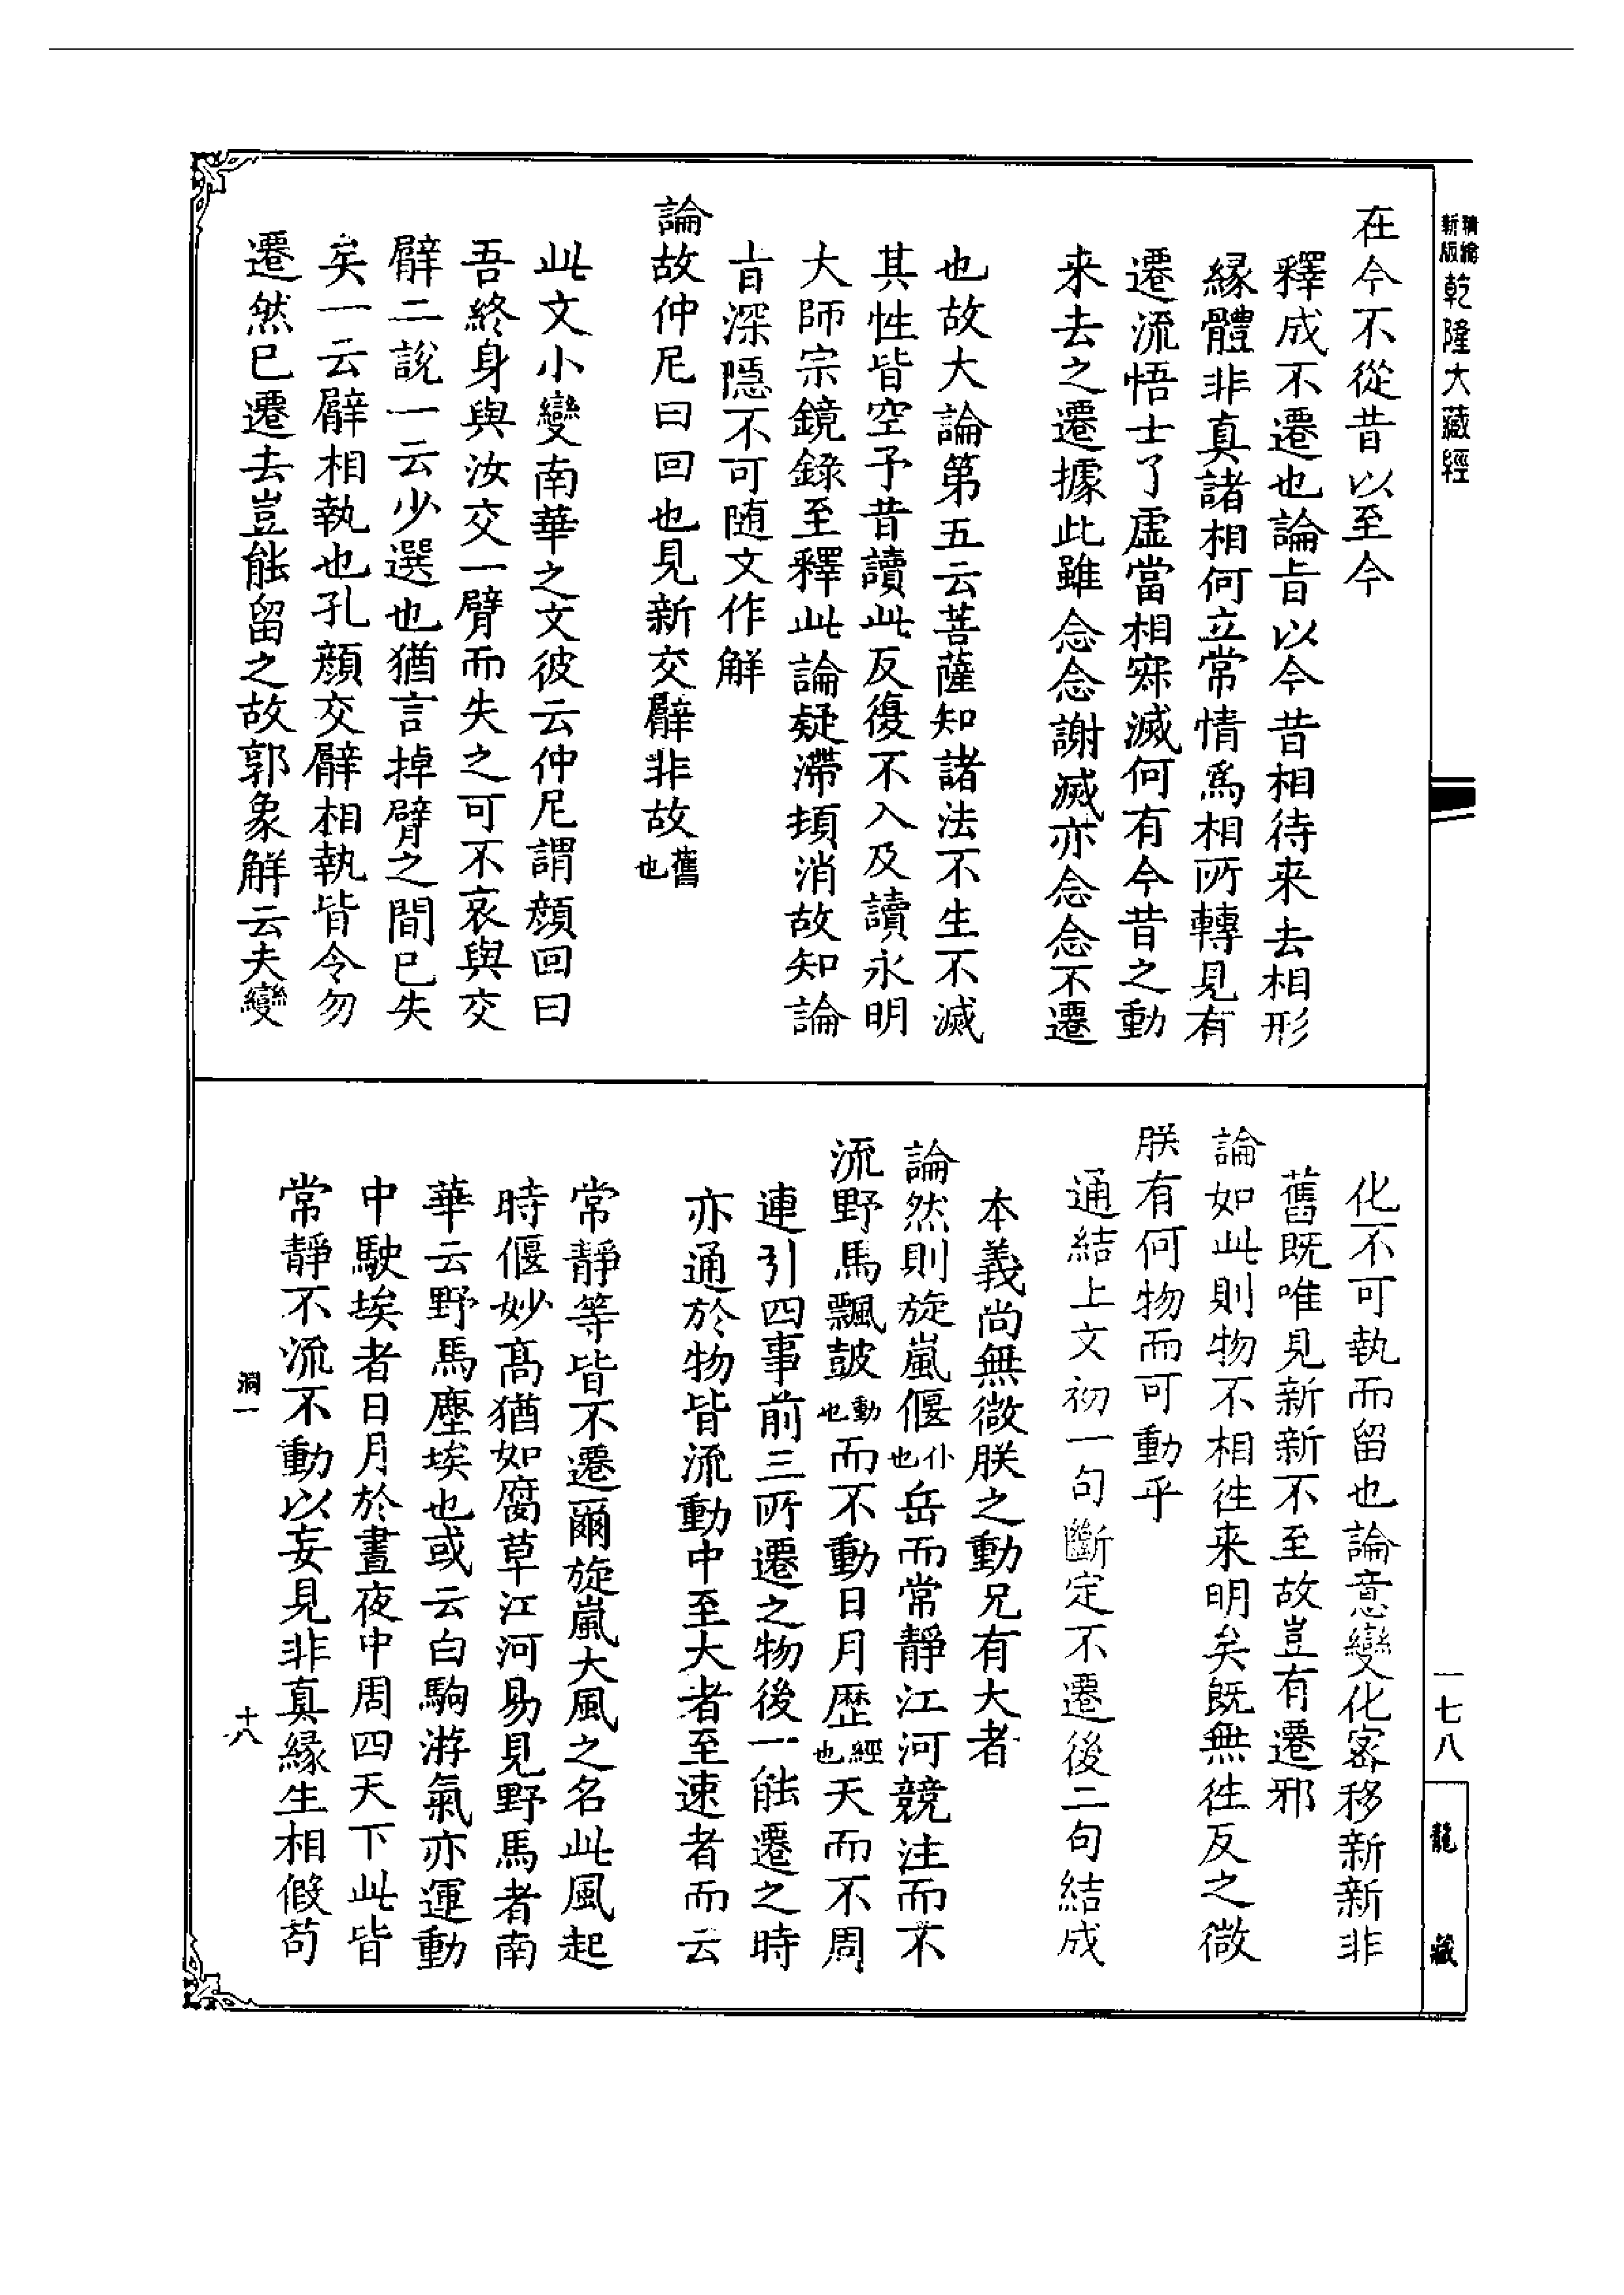 精繪新版乾隆大藏經
在今不從昔以至今
釋成不遷也論旨以今昔相待来去相形
緣體非真諸相何立常情為相所轉見有
遷流悟士了虛當相寂滅何有今昔之動
来去之遷據此雖念念謝滅亦念念不遷
也故大論第五云菩薩知諸法不生不滅
其性皆空予昔讀此反復不入及讀永明
大師宗鏡錄至釋此論疑滯頓消故知論
旨深隱不可随文作解
論故仲尼曰回也見新交臂非故舊也
此文小變南華之文彼云仲尼謂顏回曰
吾終身與汝交一臂而失之可不哀與交
臂二說一云少選也猶言掉臂之間已失
矣一云臂相執也孔顏交臂相執皆令勿
遷然已遷去豈能留之故郭象解云夫變
化不可執而留也論意變化密移新新非
舊既唯見新新不至故豈有遷邪
論如此則物不相徃来明矣既無徃反之微
朕有何物而可動乎
通結上文初一句斷定不遷後二句結成
本義尚無微朕之動況有大者
論然則旋嵐偃仆也岳而常靜江河競注而不
流野馬飄鼓動也而不動日月歷經也天而不周
連引四事前三所遷之物後一能遷之時
亦通於物皆流動中至大者至速者而云
常靜等皆不遷爾旋嵐大風之名此風起
時偃妙高猶如腐草江河易見野馬者南
華云野馬塵埃也或云白駒游氣亦運動
中駛埃者日月於晝夜中周四天下此皆
常靜不流不動以妄見非真緣生相假苟
洞一
十八
一七八
龍藏